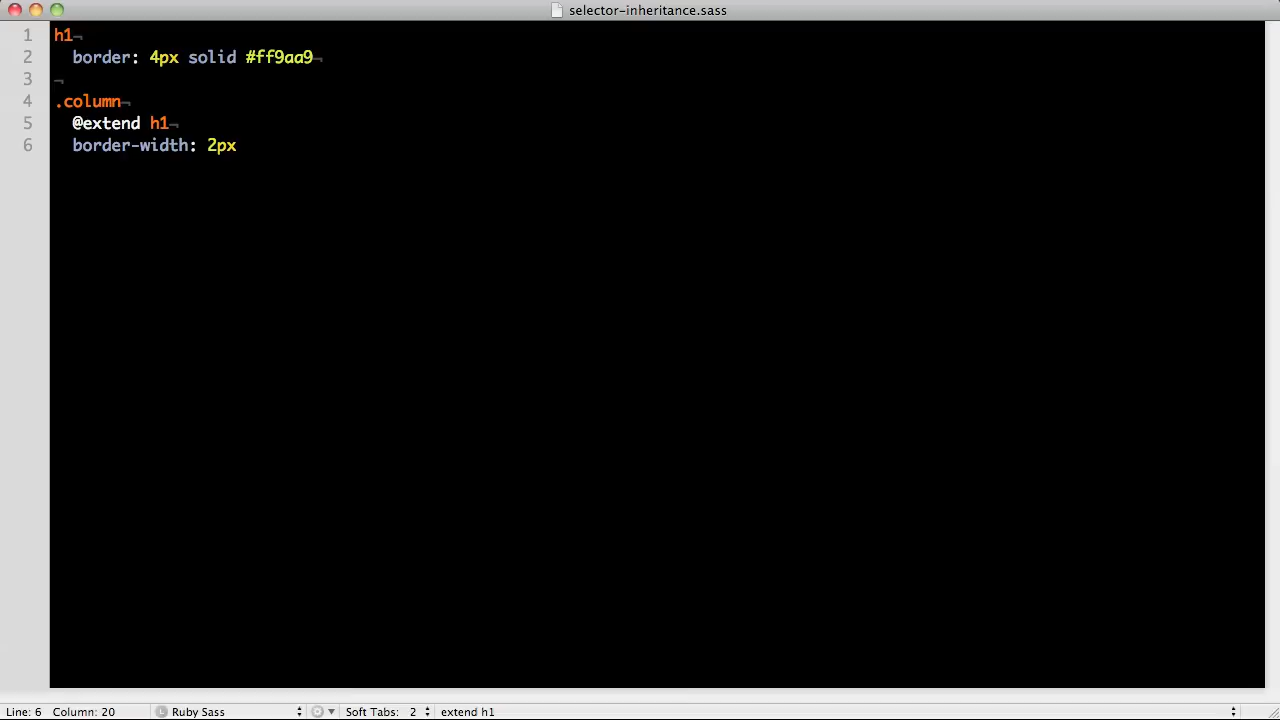 selector-inheritance.sass
1 h1¬
2 border: 4px solid #ff9aa9¬
3 ¬
4 .column¬
5 @extend h1¬
6 border-width: 2px
Line: 6 Column: 20 L Ruby Sass Soft Tabs: 2 extend h1